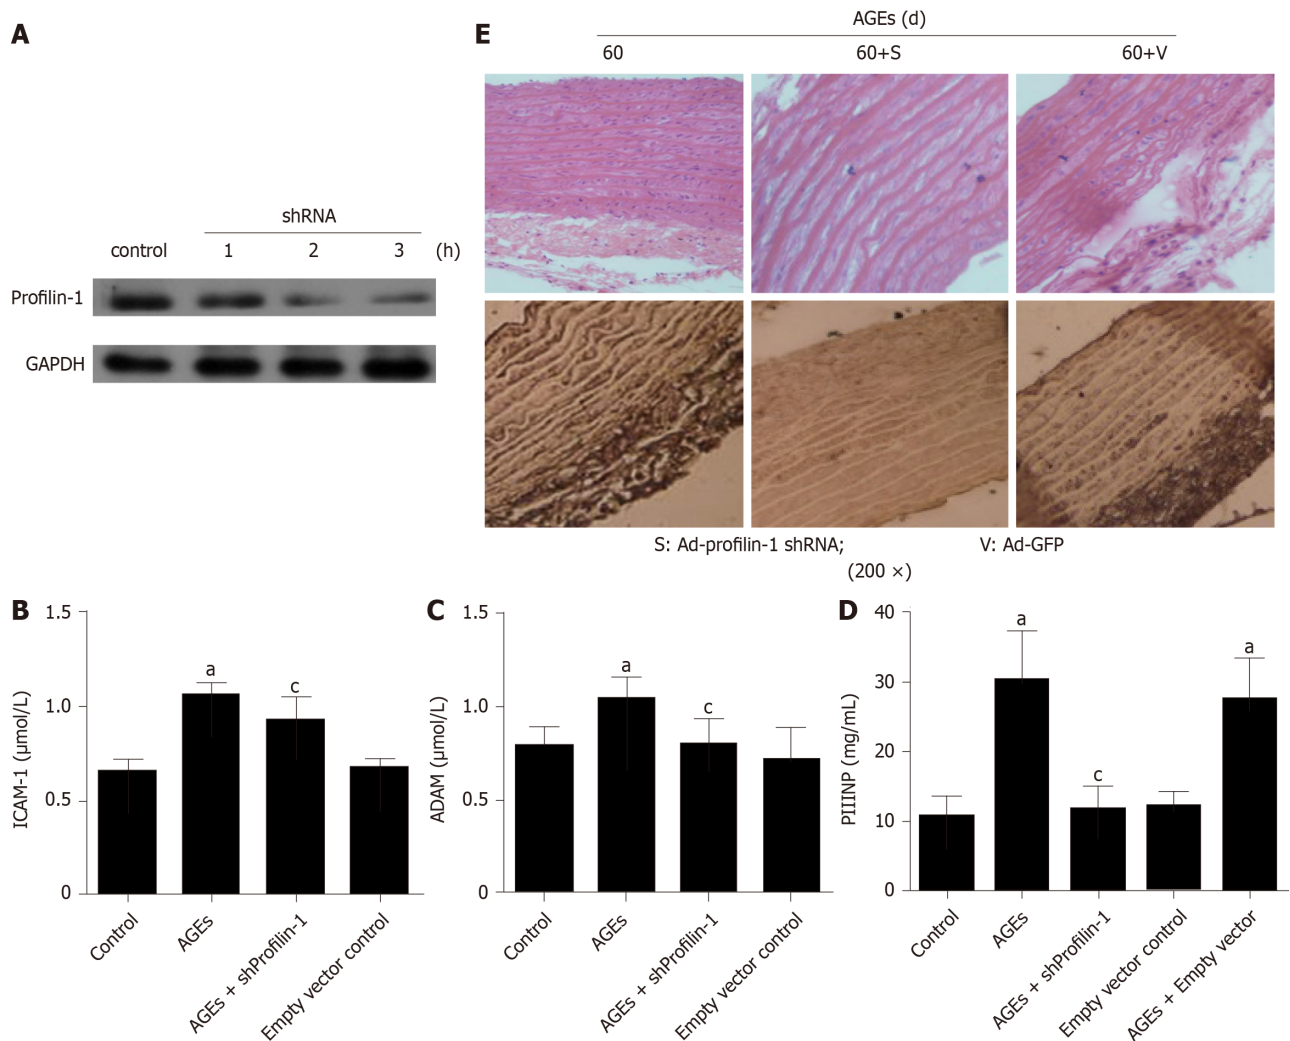 A
shRNA
control 1 2 3 (h)
Profilin-1
GAPDH
E
AGEs (d)
60 60+S 60+V
S: Ad-profilin-1 shRNA; V: Ad-GFP
(200 ×)
B
ICAM-1 (µmol/L)
1.5
1.0
0.5
0
a
c
Control
AGEs
AGEs + shProfilin-1
Empty vector control
C
ADAM (µmol/L)
1.5
1.0
0.5
0
a
c
Control
AGEs
AGEs + shProfilin-1
Empty vector control
D
PIIINP (mg/mL)
40
30
20
10
0
a
c
a
Control
AGEs
AGEs + shProfilin-1
Empty vector control
AGEs + Empty vector